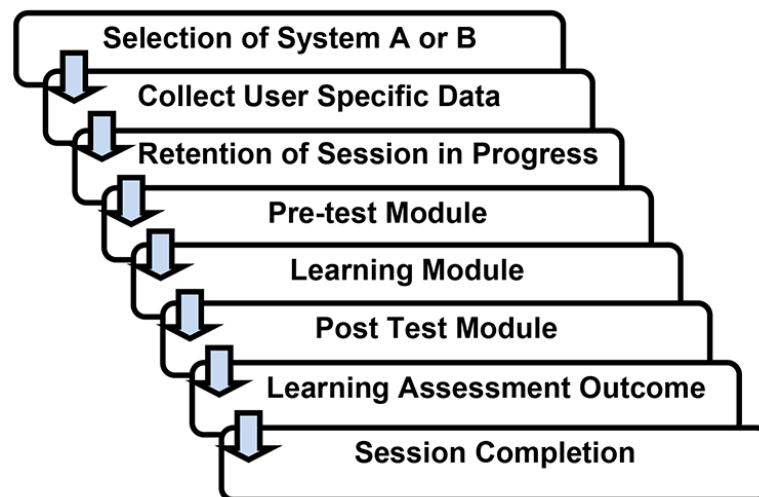 Selection of System A or B
Collect User Specific Data
Retention of Session in Progress
Pre-test Module
Learning Module
Post Test Module
Learning Assessment Outcome
Session Completion